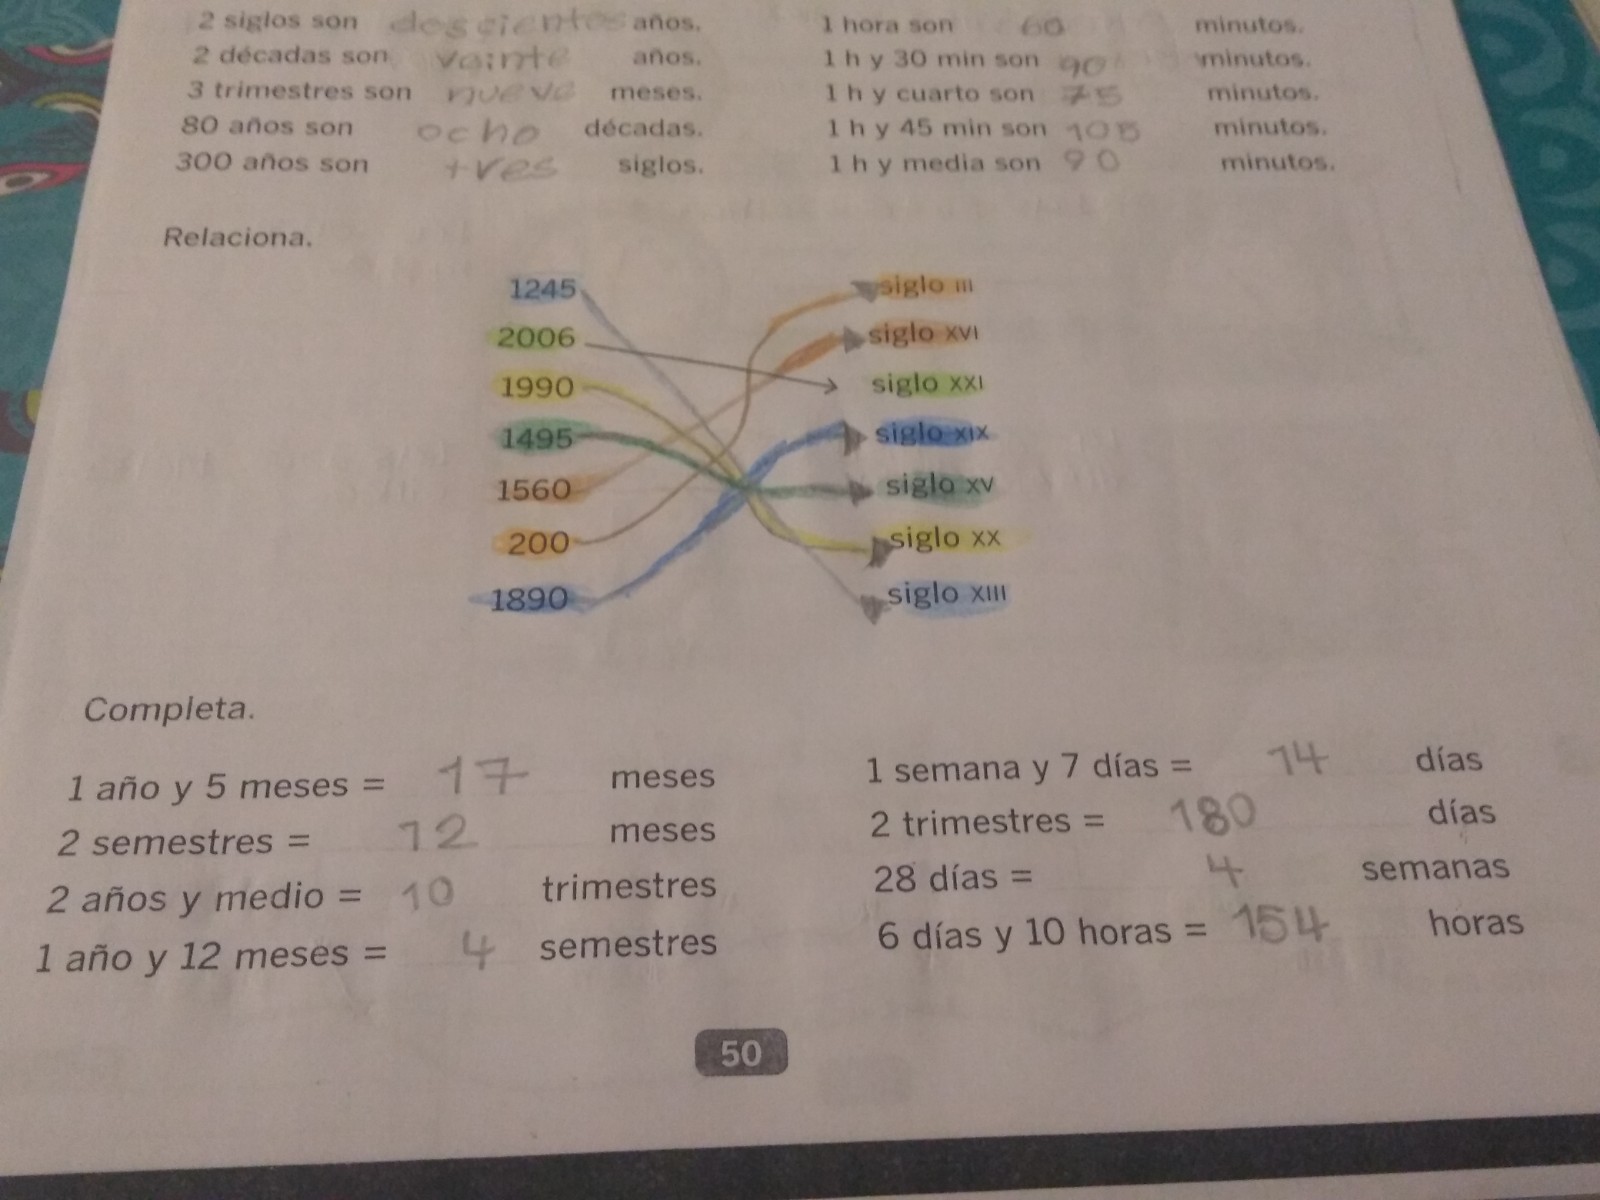 2 siglos son descientos años.
2 décadas son vainte años.
3 trimestres son nueve meses.
80 años son ocho décadas.
300 años son tres siglos.
1 hora son 60 minutos.
1 h y 30 min son 90 minutos.
1 h y cuarto son 75 minutos.
1 h y 45 min son 105 minutos.
1 h y media son 90 minutos.
Relaciona.
1245
2006
1990
1495
1560
200
1890
siglo III
siglo XVI
siglo XXI
siglo XIX
siglo XV
siglo XX
siglo XIII
Completa.
1 año y 5 meses = 17 meses
2 semestres = 12 meses
2 años y medio = 10 trimestres
1 año y 12 meses = 4 semestres
1 semana y 7 días = 14 días
2 trimestres = 180 días
28 días = 4 semanas
6 días y 10 horas = 154 horas
50